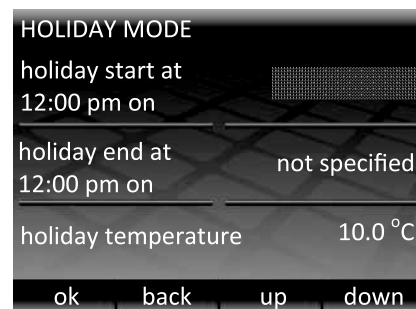 HOLIDAY MODE
holiday start at
12:00 pm on
holiday end at
12:00 pm on
not specified
holiday temperature
10.0 °C
ok back up down